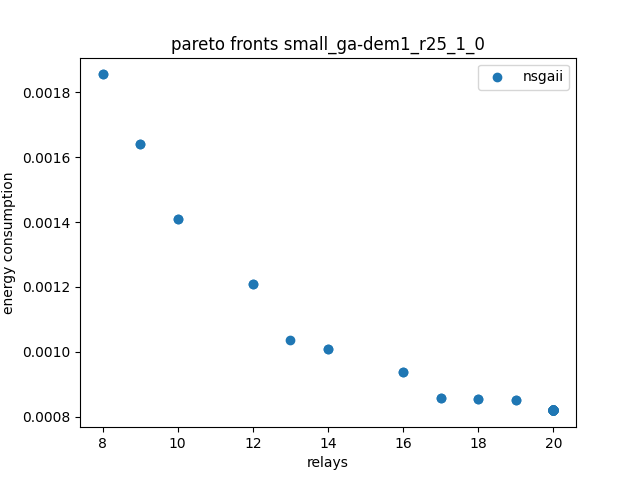 pareto fronts small_ga-dem1_r25_1_0
nsgaii
energy consumption
0.0018
0.0016
0.0014
0.0012
0.0010
0.0008
8 10 12 14 16 18 20
relays